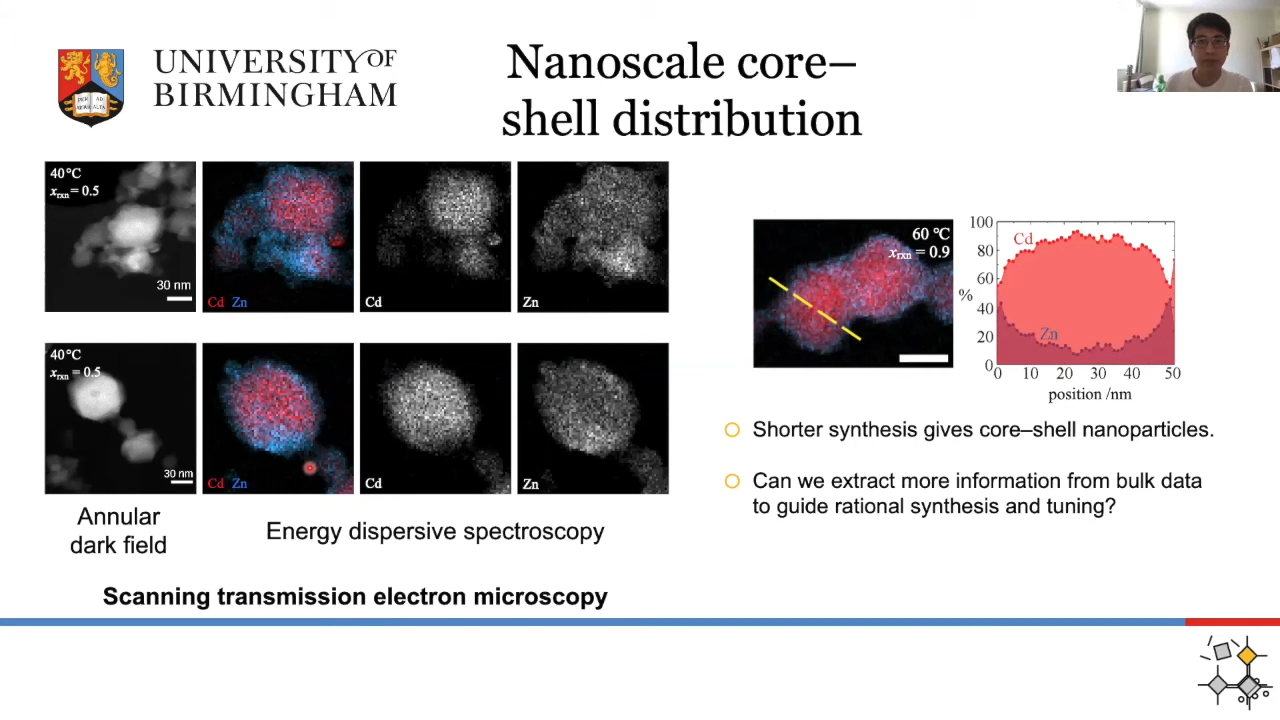 UNIVERSITY OF
BIRMINGHAM
Nanoscale core–
shell distribution
40°C
xrxn = 0.5
30 nm
Cd Zn
Cd
Zn
40°C
xrxn = 0.5
30 nm
Cd Zn
Cd
Zn
Annular
dark field
Energy dispersive spectroscopy
Scanning transmission electron microscopy
60 °C
xrxn = 0.9
100
80
60
%
40
20
0
Cd
Zn
0 10 20 30 40 50
position /nm
Shorter synthesis gives core–shell nanoparticles.
Can we extract more information from bulk data
to guide rational synthesis and tuning?